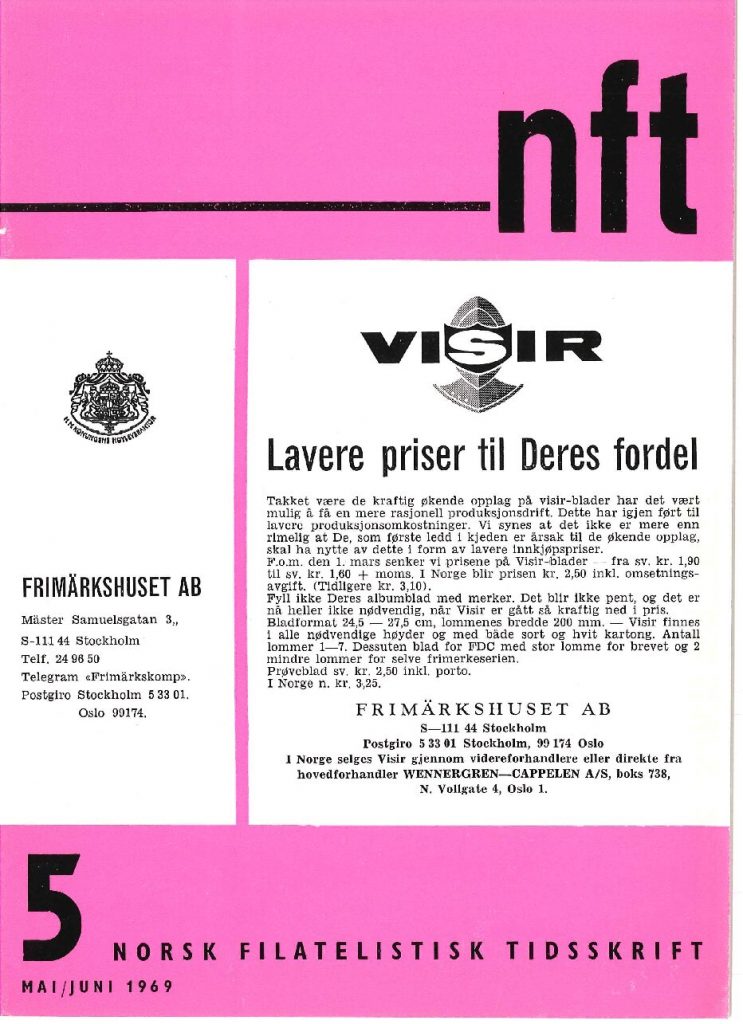 nft
H.M. KONUNGENS HOVLEVERANTÖR
FRIMÄRKSHUSET AB
Mäster Samuelsgatan 3,,
S-111 44 Stockholm
Telf. 24 96 50
Telegram «Frimärkskomp».
Postgiro Stockholm 5 33 01.
Oslo 99174.
VISIR
Lavere priser til Deres fordel
Takket være de kraftig økende opplag på visir-blader har det vært
mulig å få en mere rasjonell produksjonsdrift. Dette har igjen ført til
lavere produksjonsomkostninger. Vi synes at det ikke er mere enn
rimelig at De, som første ledd i kjeden er årsak til de økende opplag,
skal ha nytte av dette i form av lavere innkjøpspriser.
F.o.m. den 1. mars senker vi prisene på Visir-blader — fra sv. kr. 1,90
til sv. kr. 1,60 + moms. I Norge blir prisen kr. 2,50 inkl. omsetnings-
avgift. (Tidligere kr. 3,10).
Fyll ikke Deres albumblad med merker. Det blir ikke pent, og det er
nå heller ikke nødvendig, når Visir er gått så kraftig ned i pris.
Bladformat 24,5 — 27,5 cm, lommenes bredde 200 mm. — Visir finnes
i alle nødvendige høyder og med både sort og hvit kartong. Antall
lommer 1—7. Dessuten blad for FDC med stor lomme for brevet og 2
mindre lommer for selve frimerkeserien.
Prøveblad sv. kr. 2,50 inkl. porto.
I Norge n. kr. 3,25.
FRIMÄRKSHUSET AB
S—111 44 Stockholm
Postgiro 5 33 01 Stockholm, 99 174 Oslo
I Norge selges Visir gjennom videreforhandlere eller direkte fra
hovedforhandler WENNERGREN—CAPPELEN A/S, boks 738,
N. Vollgate 4, Oslo 1.
5 NORSK FILATELISTISK TIDSSKRIFT
MAI/JUNI 1969